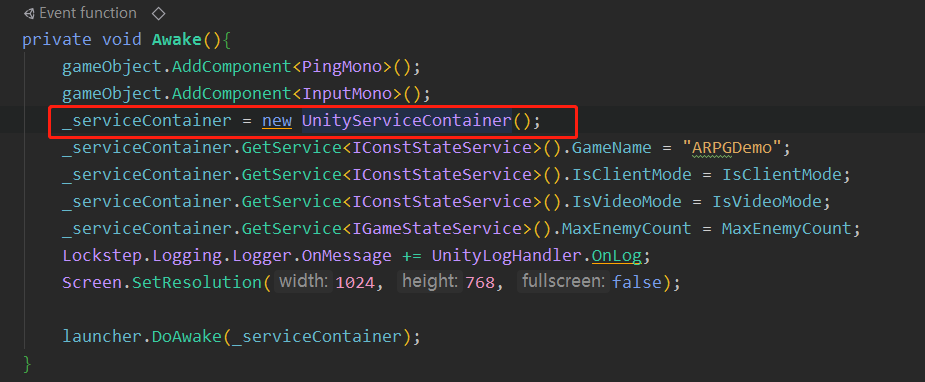 Event function
private void Awake(){
gameObject.AddComponent<PingMono>();
gameObject.AddComponent<InputMono>();
_serviceContainer = new UnityServiceContainer();
_serviceContainer.GetService<IConstStateService>().GameName = "ARPGDemo";
_serviceContainer.GetService<IConstStateService>().IsClientMode = IsClientMode;
_serviceContainer.GetService<IConstStateService>().IsVideoMode = IsVideoMode;
_serviceContainer.GetService<IGameStateService>().MaxEnemyCount = MaxEnemyCount;
Lockstep.Logging.Logger.OnMessage += UnityLogHandler.OnLog;
Screen.SetResolution( width: 1024, height: 768, fullscreen: false);
launcher.DoAwake(_serviceContainer);
}